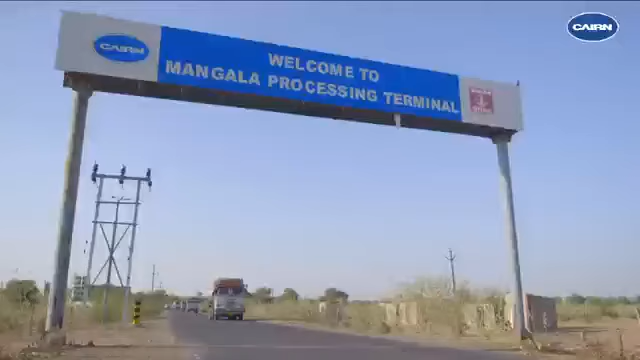 CAIRN
WELCOME TO
MANGALA PROCESSING TERMINAL
CAIRN